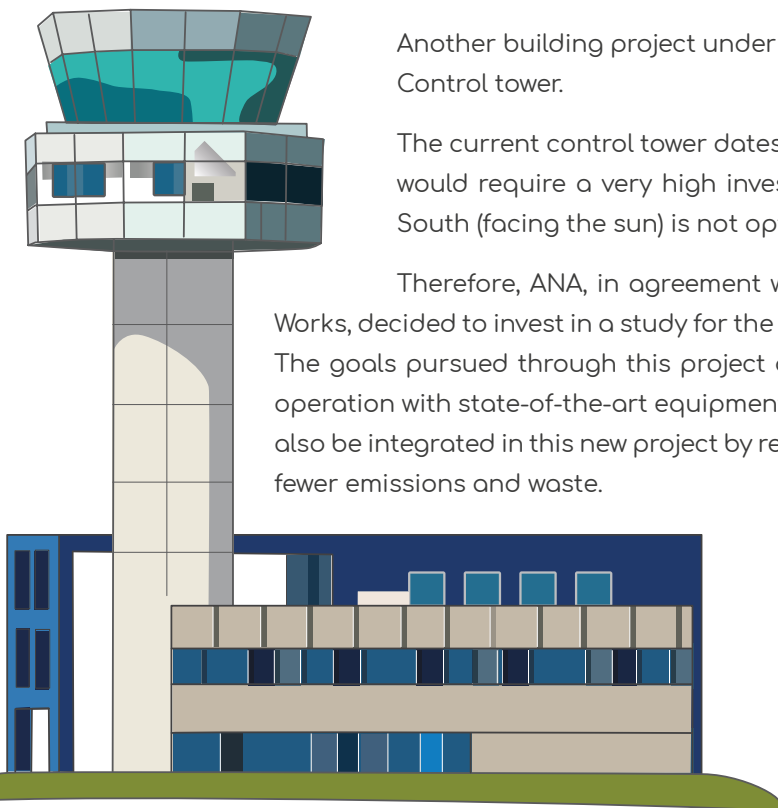 Another building project under
Control tower.
The current control tower dates
would require a very high inves
South (facing the sun) is not op
Therefore, ANA, in agreement w
Works, decided to invest in a study for the
The goals pursued through this project
operation with state-of-the-art equipmen
also be integrated in this new project by re
fewer emissions and waste.